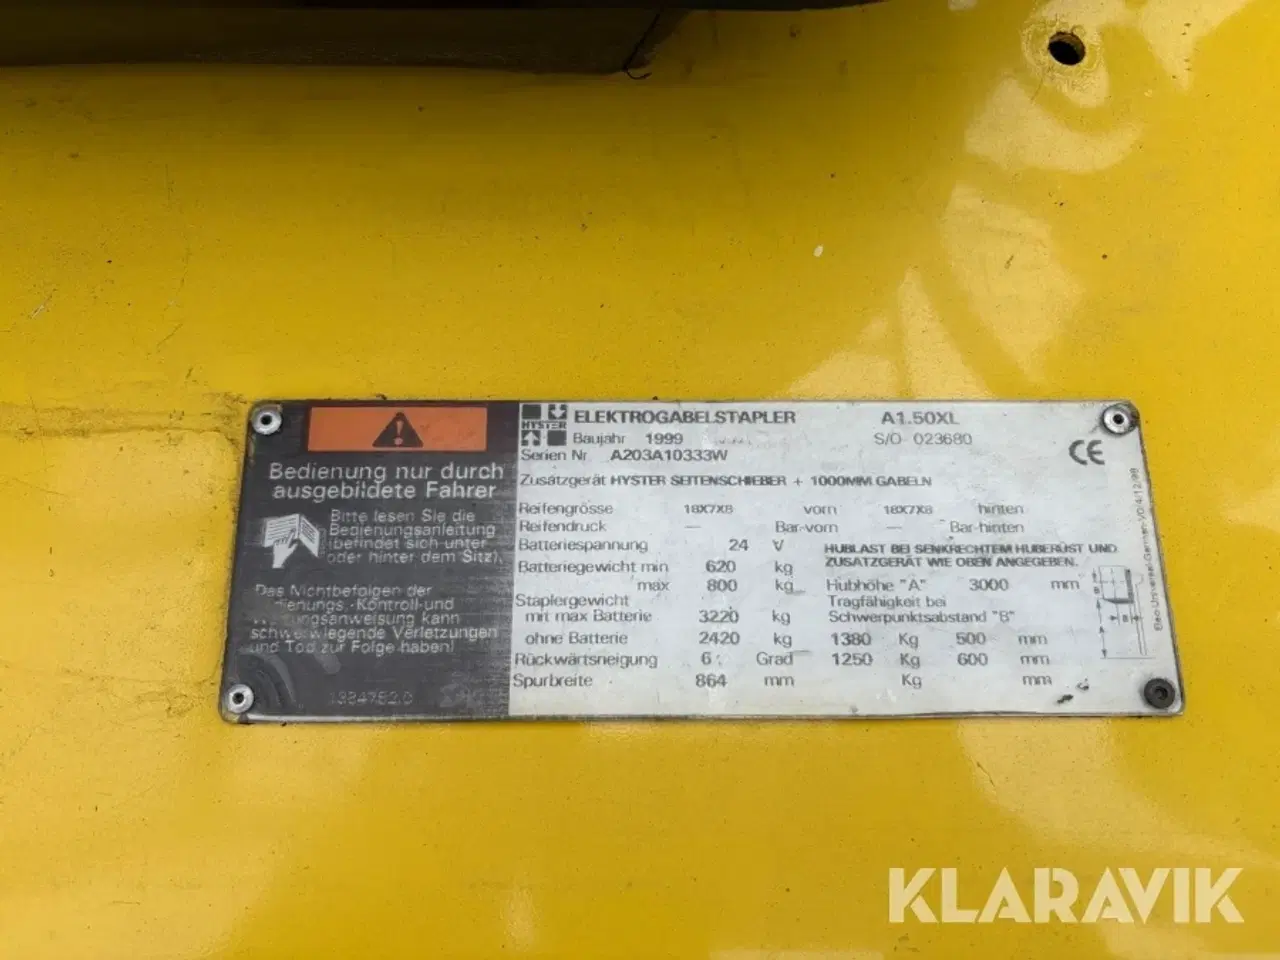 Bedienung nur durch
ausgebildete Fahrer
Bitte lesen Sie die
Bedienungsanleitung
(befindet sich unter
oder hinter dem Sitz).
Das Nichtbefolgen der
Kontroll-und
kann
Verletzungen
und Tod zur Folge haben!
HYSTER
ELEKTROGABELSTAPLER A1.50XL
Baujahr 1999 S/O 023680
Serien Nr. A203A10333W
CE
Zusätzgerät HYSTER SEITENSCHIEBER + 1000MM GABELN
Reifengrösse 18X7X8 vorn 18X7X8 hinten
Reifendruck — Bar-vorn — Bar-hinten
Batteriespannung 24 V
Batteriegewicht min 620 kg
max 800 kg
Staplergewicht
mit max Batterie 3220 kg
ohne Batterie 2420 kg
Rückwärtsneigung 6 Grad
Spurbreite 864 mm
HUBLAST BEI SENKRECHTEM HUBERÜST UND
ZUSATZGERÄT WIE OBEN ANGEGEBEN.
Hubhöhe "A" 3000 mm
Tragfähigkeit bei
Schwerpunktsabstand "B"
1380 Kg 500 mm
1250 Kg 600 mm
Kg mm
KLARAVIK